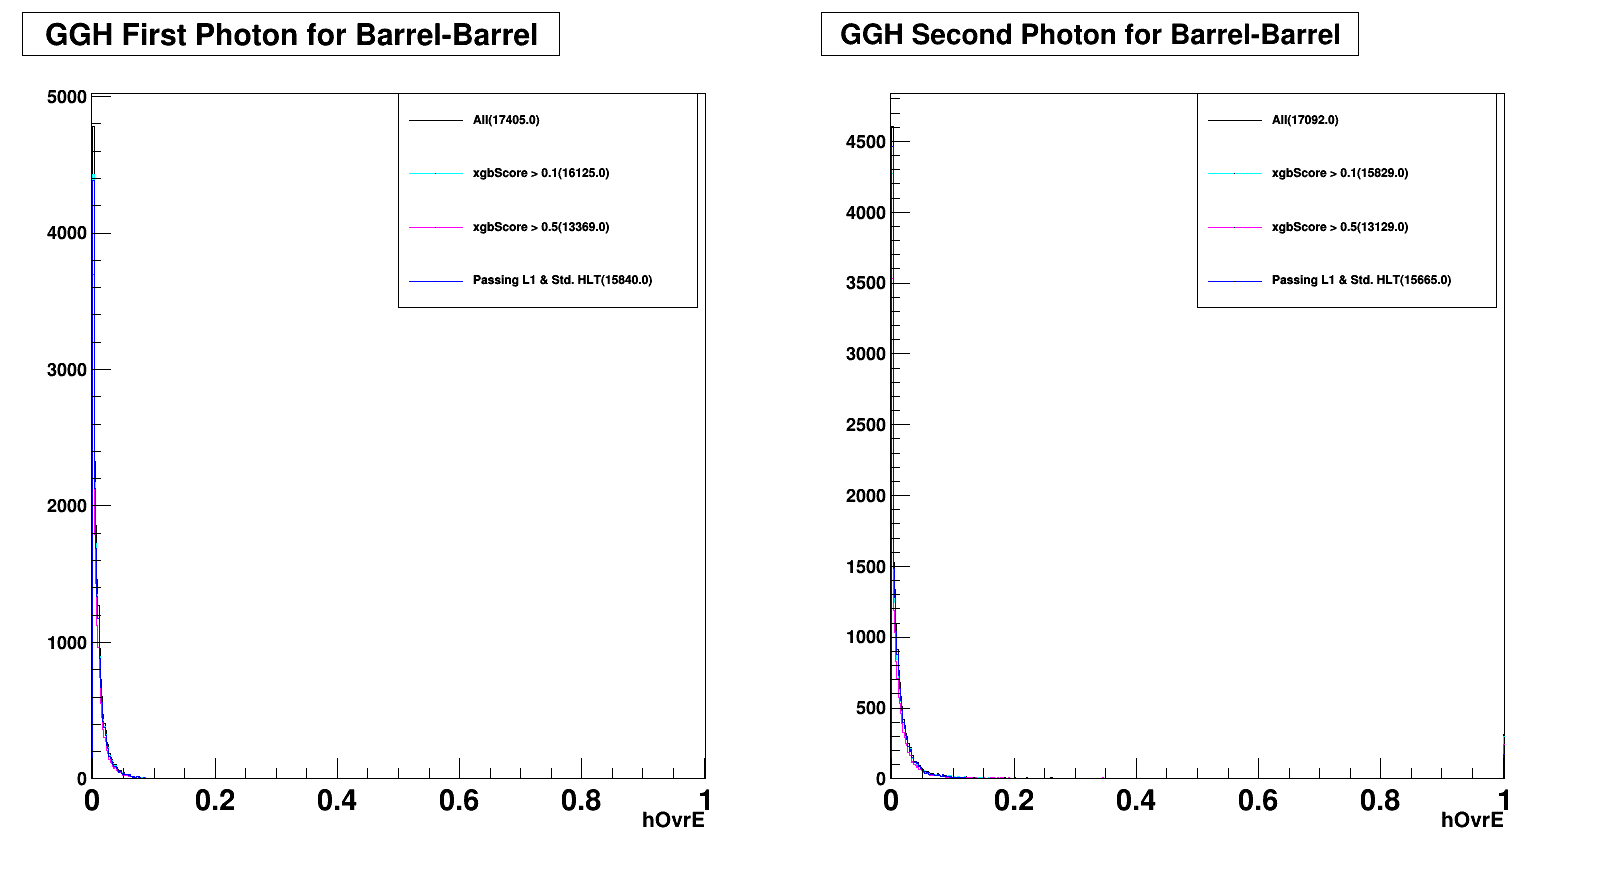 GGH First Photon for Barrel-Barrel
5000
4000
3000
2000
1000
0
All(17405.0)
xgbScore > 0.1(16125.0)
xgbScore > 0.5(13369.0)
Passing L1 & Std. HLT(15840.0)
0 0.2 0.4 0.6 0.8 1
hOvrE
GGH Second Photon for Barrel-Barrel
4500
4000
3500
3000
2500
2000
1500
1000
500
0
All(17092.0)
xgbScore > 0.1(15829.0)
xgbScore > 0.5(13129.0)
Passing L1 & Std. HLT(15665.0)
0 0.2 0.4 0.6 0.8 1
hOvrE